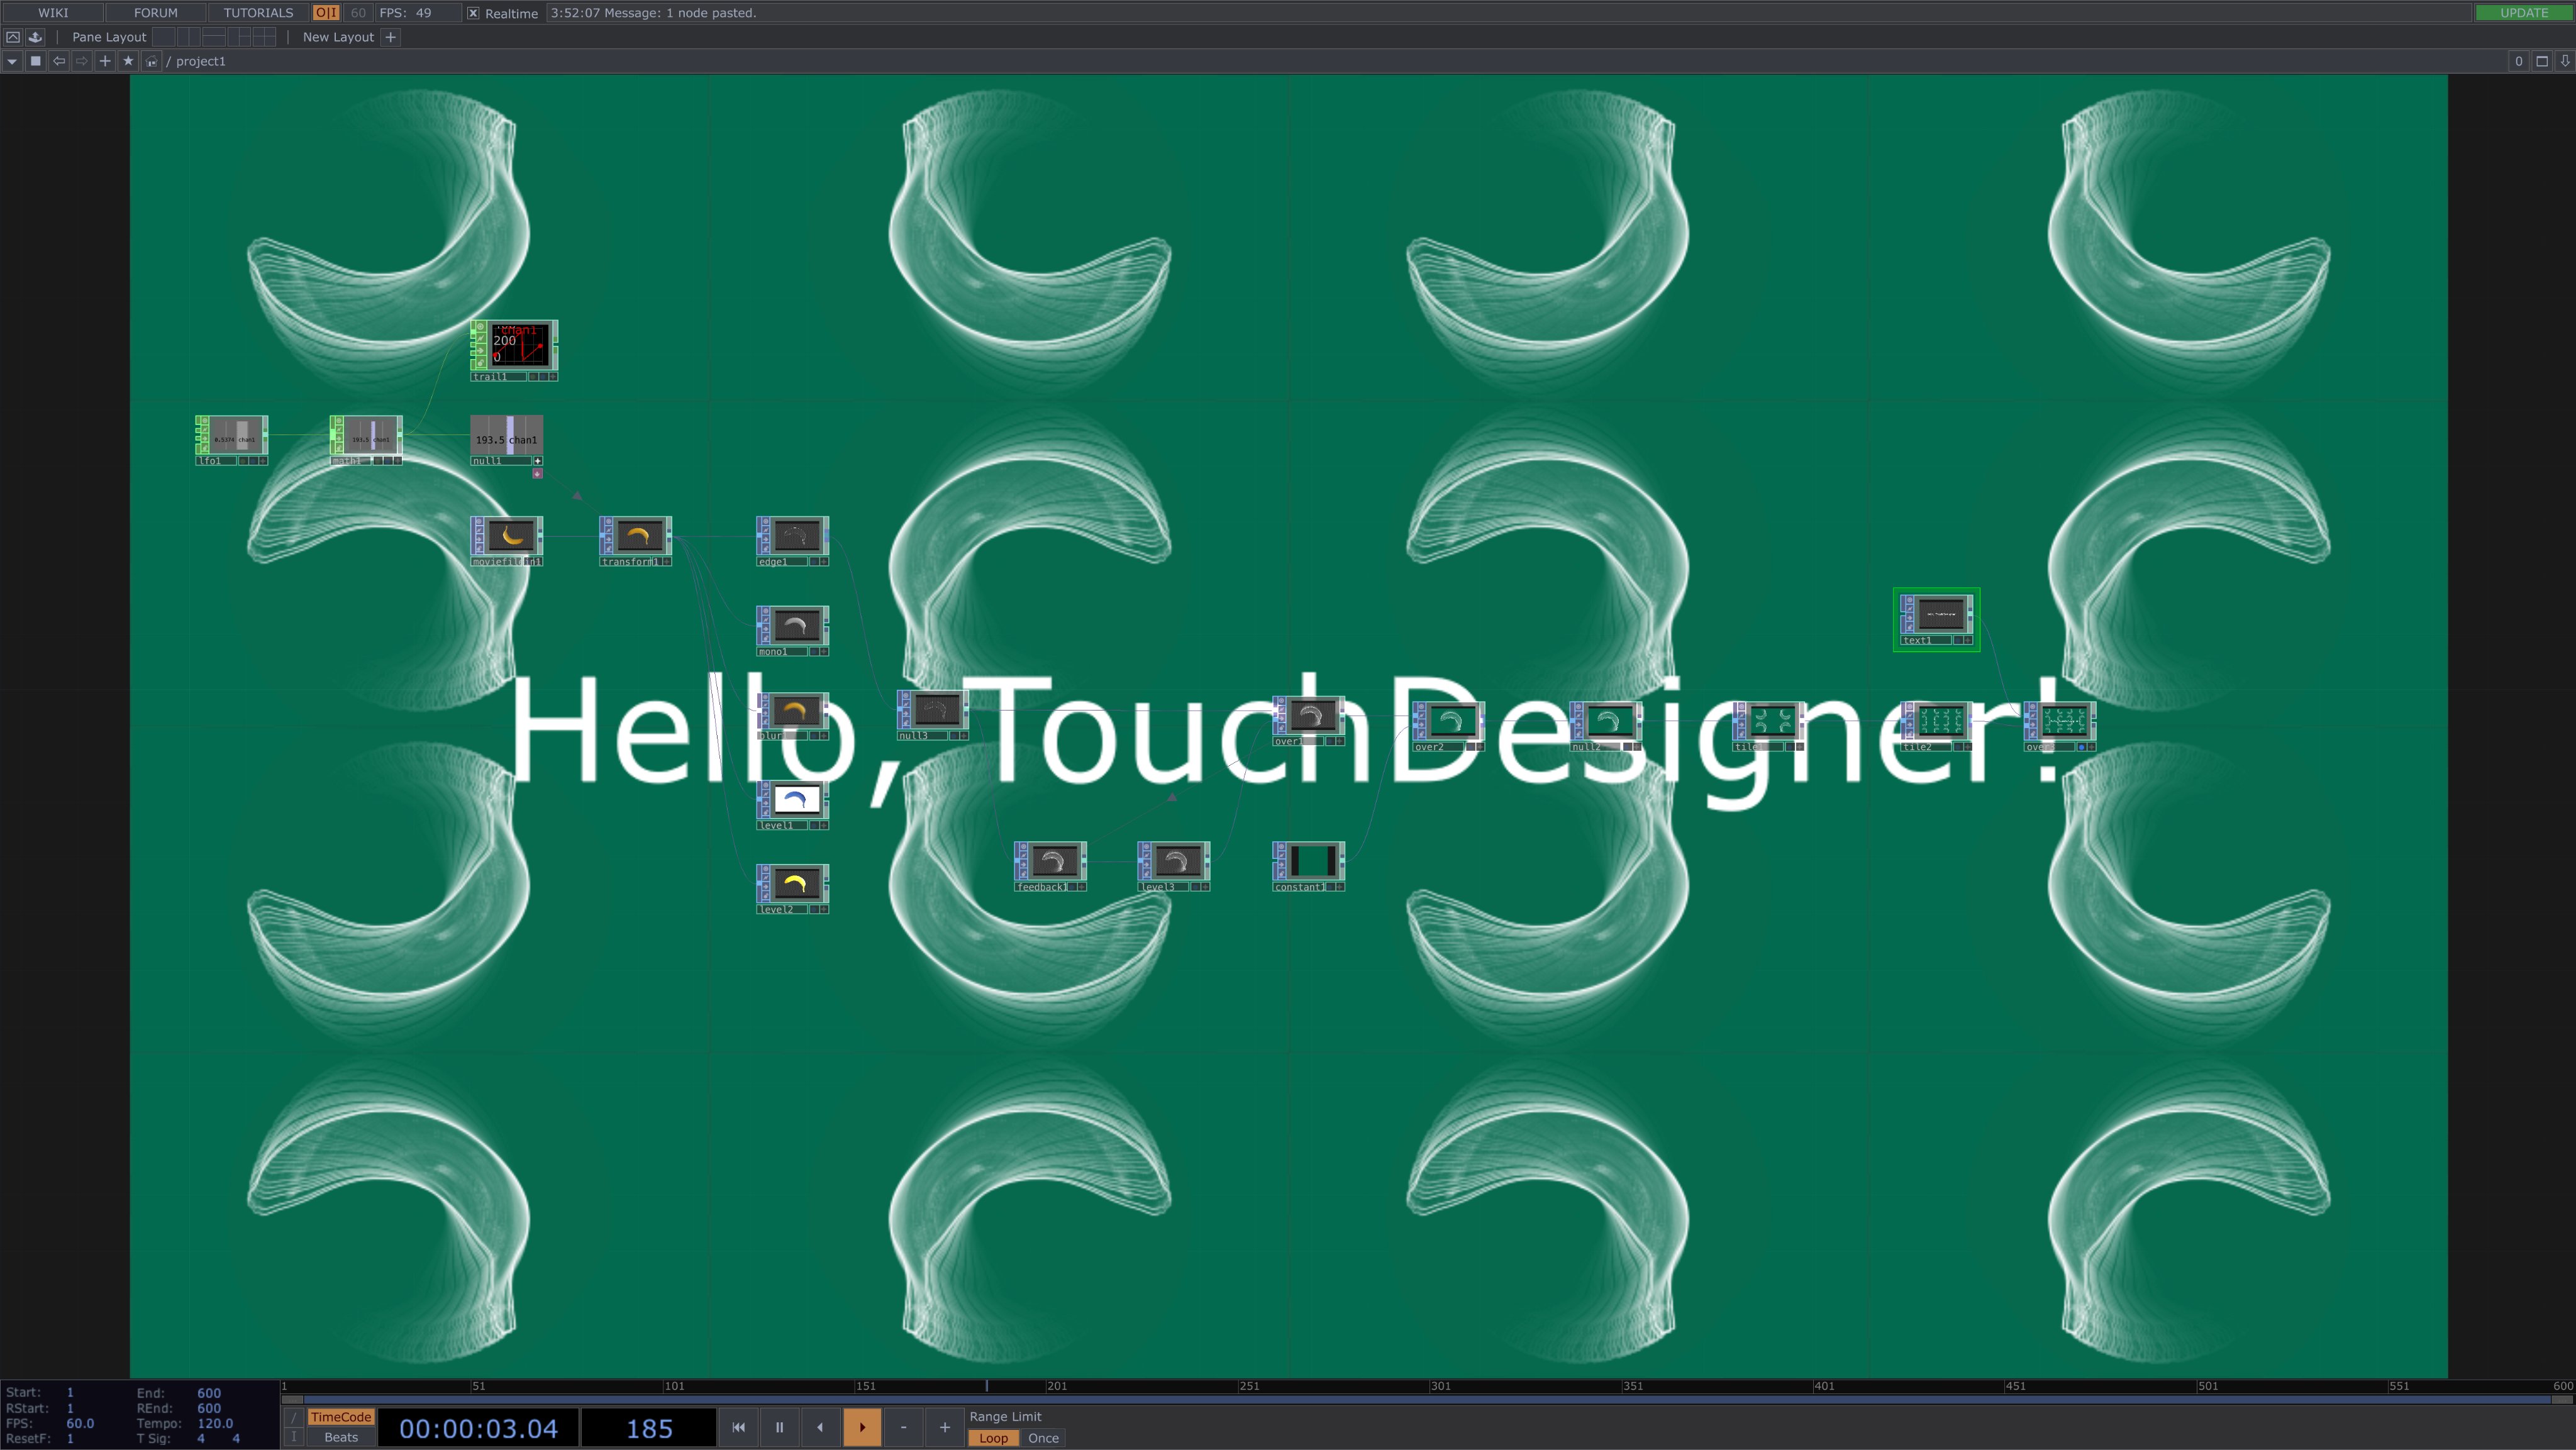 WIKI FORUM TUTORIALS O|I 60 FPS: 49 Realtime 3:52:07 Message: 1 node pasted. UPDATE
Pane Layout New Layout +
/ project1 0
chan1
200
0
trail1
0.5374 chan1 193.5 chan1 193.5 chan1
lfo1 math1 null1
moviefilein1 transform1 edge1
text1
mono1
Hello, TouchDesigner!
null3 over1 over2 null2 tile1 tile2
level1
feedback1 level3 constant1
level2
1 51 101 151 201 251 301 351 401 451 501 551 600
Start: 1 End: 600
RStart: 1 REnd: 600
FPS: 60.0 Tempo: 120.0
ResetF: 1 T Sig: 4 4
TimeCode
Beats
00:00:03.04 185
- +
Range Limit
Loop Once